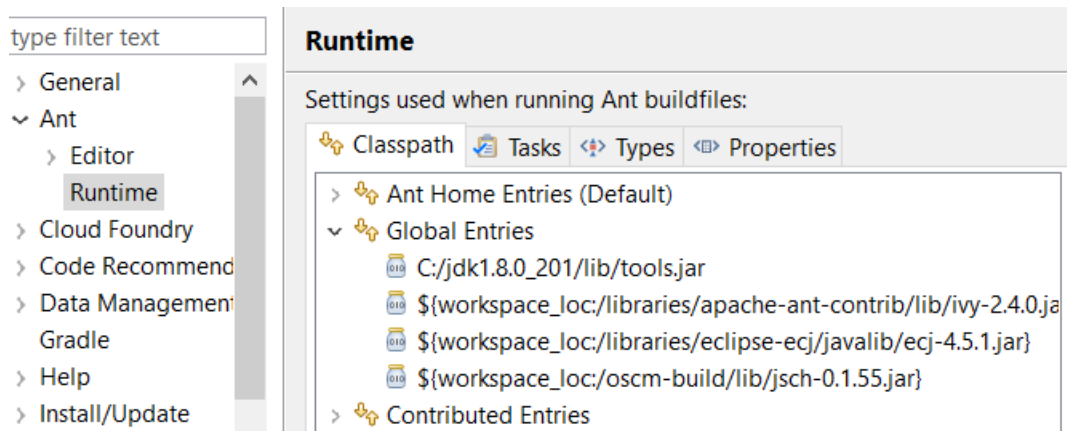 type filter text
General
Ant
Editor
Runtime
Cloud Foundry
Code Recommend
Data Management
Gradle
Help
Install/Update
Runtime
Settings used when running Ant buildfiles:
Classpath Tasks Types Properties
Ant Home Entries (Default)
Global Entries
C:/jdk1.8.0_201/lib/tools.jar
${workspace_loc:/libraries/apache-ant-contrib/lib/ivy-2.4.0.ja
${workspace_loc:/libraries/eclipse-ecj/javalib/ecj-4.5.1.jar}
${workspace_loc:/oscm-build/lib/jsch-0.1.55.jar}
Contributed Entries